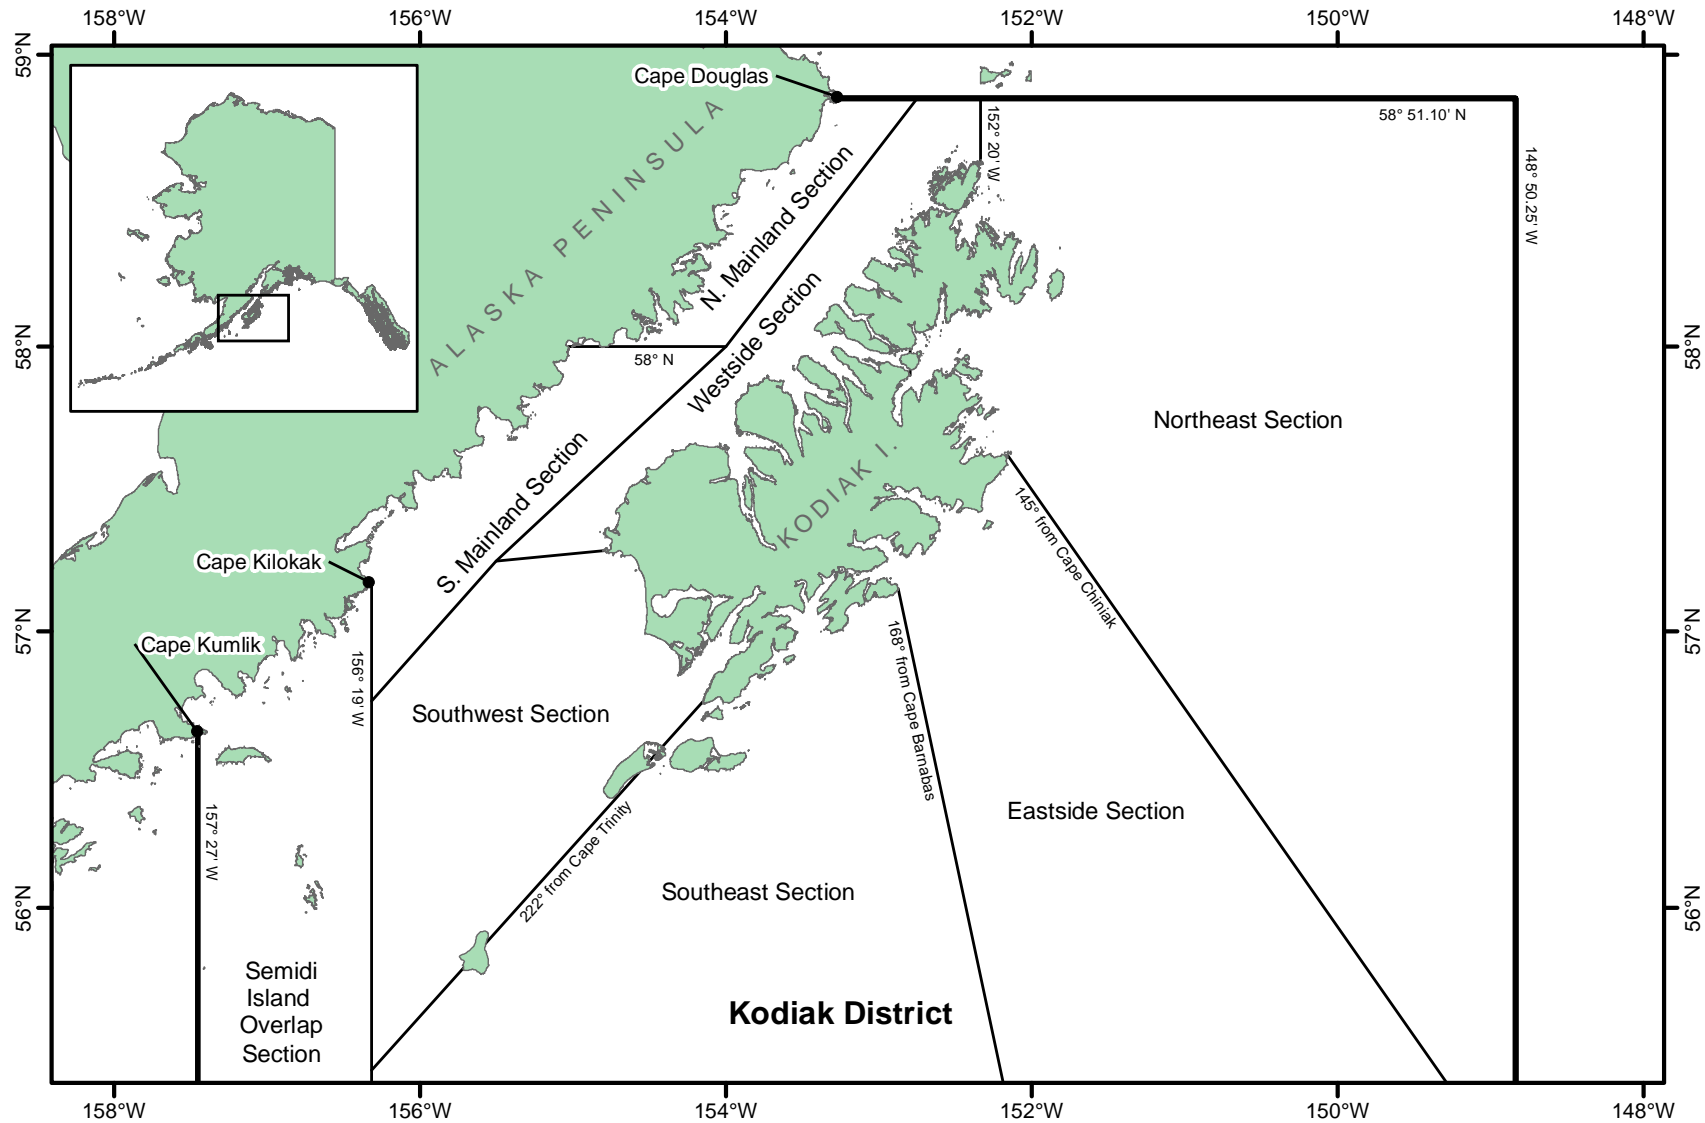 158°W
156°W
154°W
152°W
150°W
148°W
59°N
58°N
57°N
56°N
Cape Douglas
58° 51.10' N
152° 20' W
148° 50.25' W
ALASKA PENINSULA
N. Mainland Section
Westside Section
58° N
Northeast Section
KODIAK I.
S. Mainland Section
145° from Cape Chiniak
Cape Kilokak
Cape Kumlik
156° 19' W
168° from Cape Barnabas
Southwest Section
157° 27' W
222° from Cape Trinity
Eastside Section
Southeast Section
Semidi
Island
Overlap
Section
Kodiak District
58°N
57°N
56°N
158°W
156°W
154°W
152°W
150°W
148°W